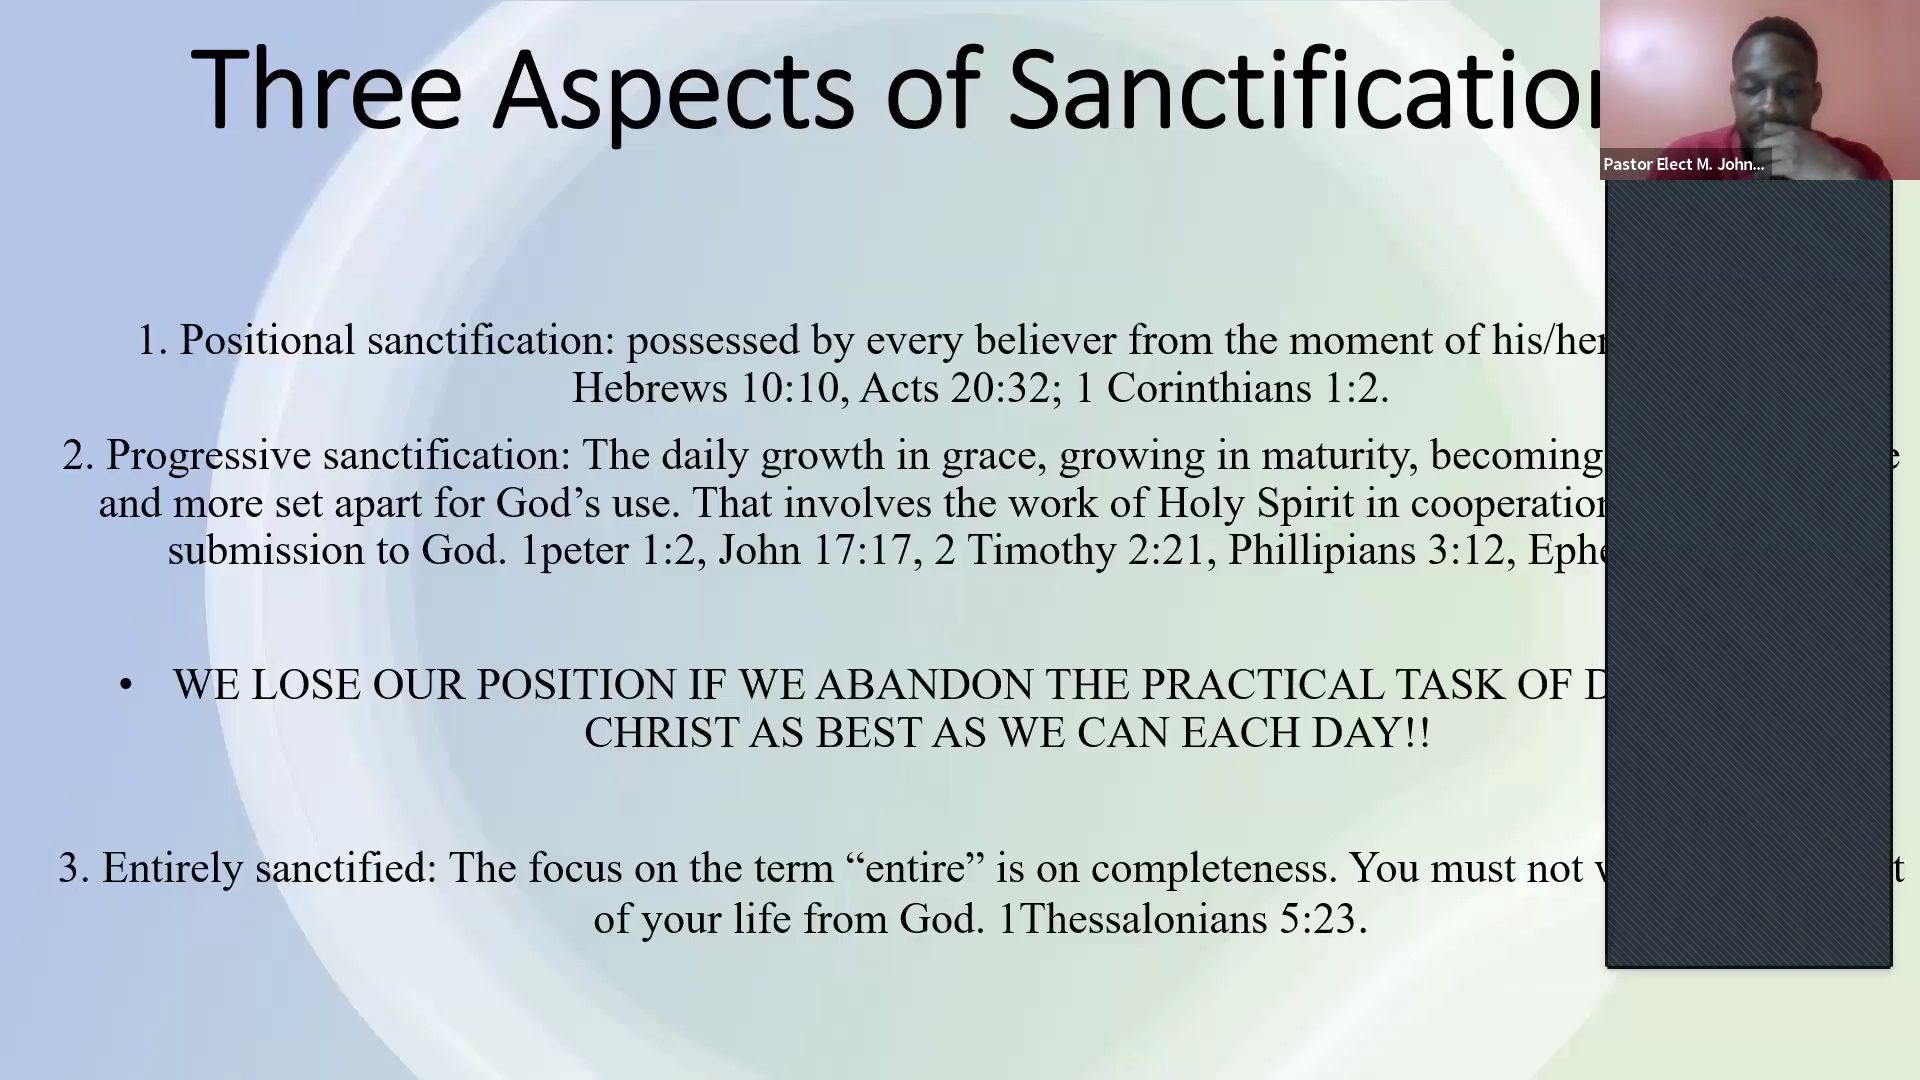 Three Aspects of Sanctification
Pastor Elect M. John...
1. Positional sanctification: possessed by every believer from the moment of his/her
Hebrews 10:10, Acts 20:32; 1 Corinthians 1:2.
2. Progressive sanctification: The daily growth in grace, growing in maturity, becoming
and more set apart for God’s use. That involves the work of Holy Spirit in cooperation
submission to God. 1peter 1:2, John 17:17, 2 Timothy 2:21, Phillipians 3:12,
• WE LOSE OUR POSITION IF WE ABANDON THE PRACTICAL TASK OF
CHRIST AS BEST AS WE CAN EACH DAY!!
3. Entirely sanctified: The focus on the term “entire” is on completeness. You must not
of your life from God. 1Thessalonians 5:23.